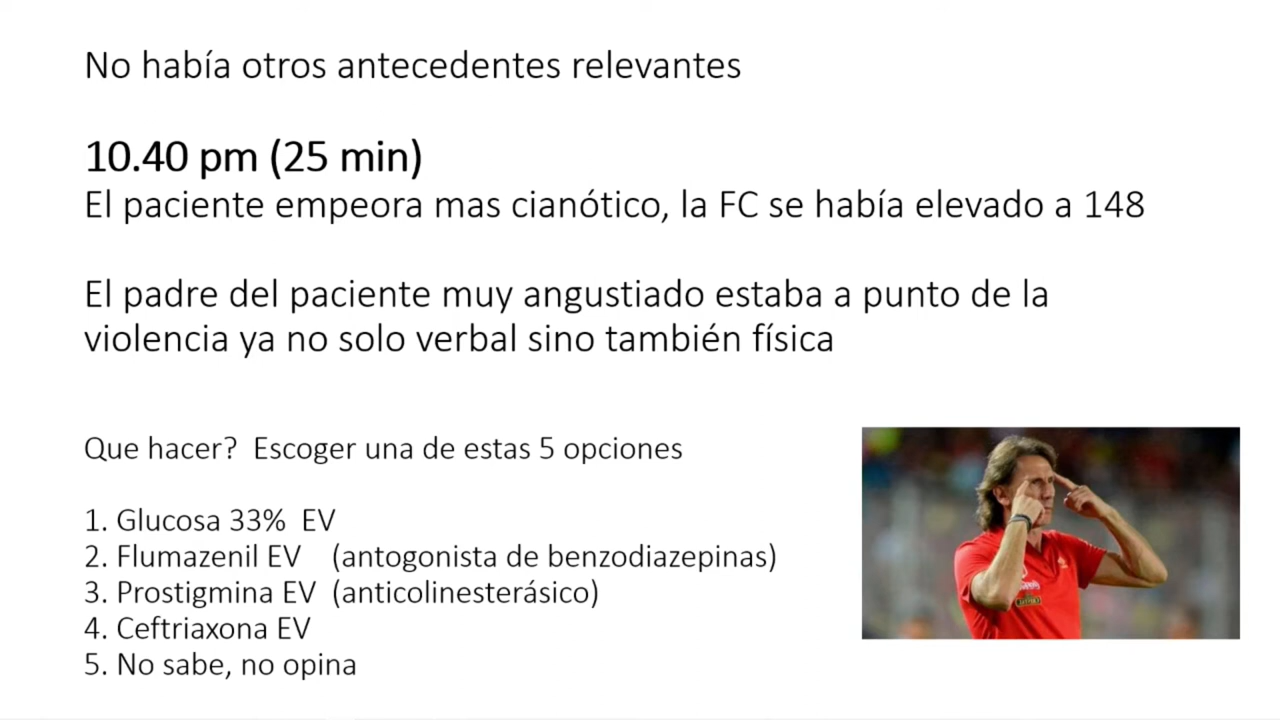 No había otros antecedentes relevantes
10.40 pm (25 min)
El paciente empeora mas cianótico, la FC se había elevado a 148
El padre del paciente muy angustiado estaba a punto de la
violencia ya no solo verbal sino también física
Que hacer?  Escoger una de estas 5 opciones
1. Glucosa 33%  EV
2. Flumazenil EV    (antogonista de benzodiazepinas)
3. Prostigmina EV  (anticolinesterásico)
4. Ceftriaxona EV
5. No sabe, no opina